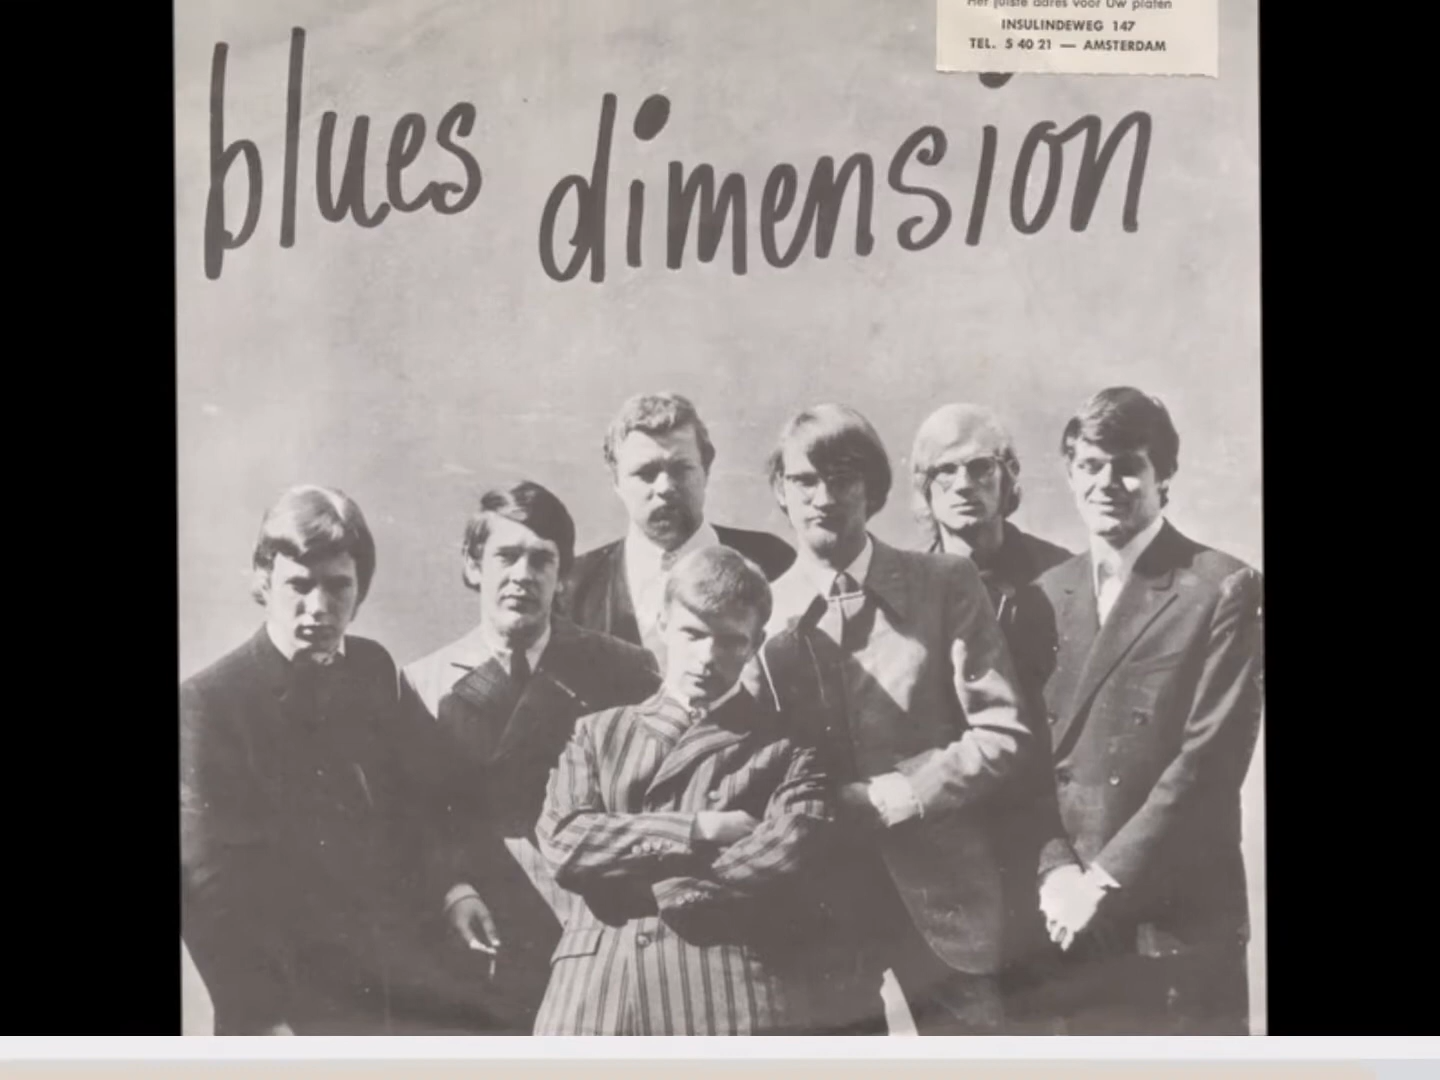 Het juiste adres voor Uw platen
INSULINDEWEG 147
TEL. 5 40 21 — AMSTERDAM
blues dimension